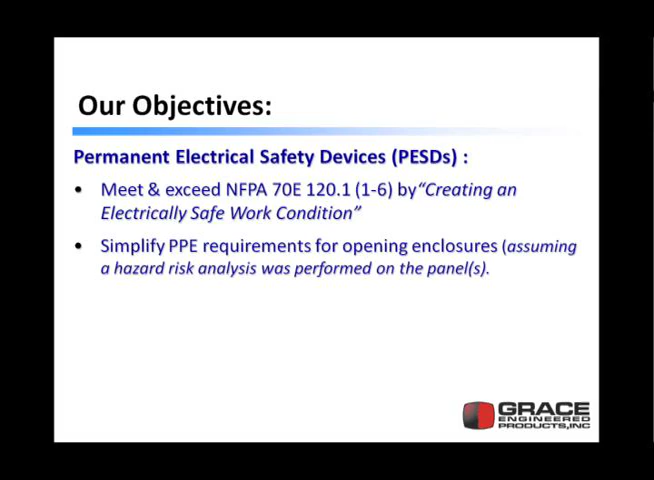 Our Objectives:
Permanent Electrical Safety Devices (PESDs) :
• Meet & exceed NFPA 70E 120.1 (1-6) by“Creating an
Electrically Safe Work Condition”
• Simplify PPE requirements for opening enclosures (assuming
a hazard risk analysis was performed on the panel(s).
GRACE
ENGINEERED
PRODUCTS,INC